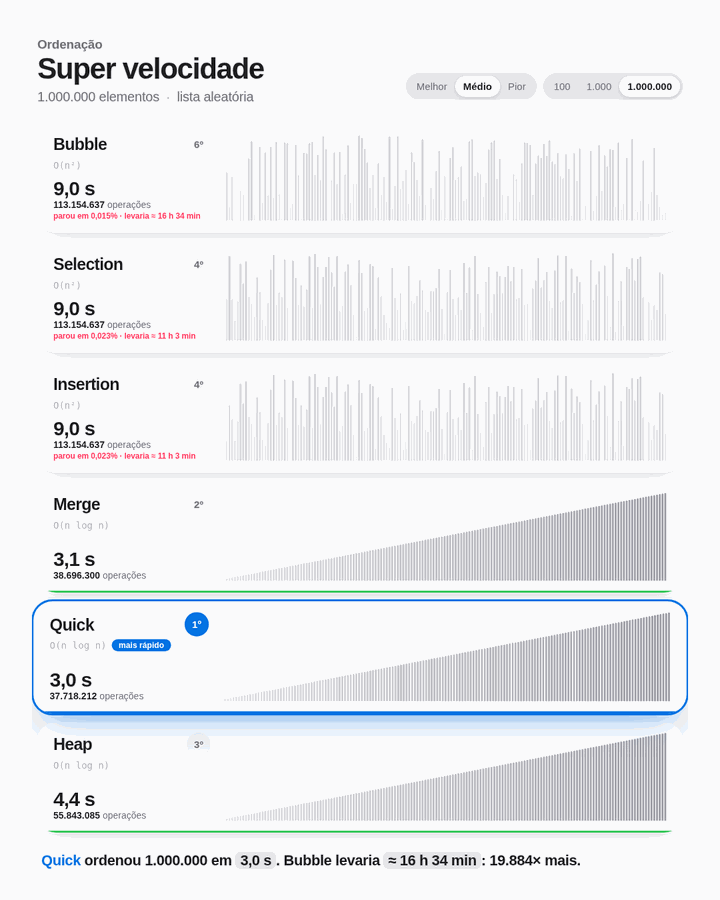 Ordenação
Super velocidade
1.000.000 elementos · lista aleatória
Melhor Médio Pior 100 1.000 1.000.000
Bubble 6º
O(n²)
9,0 s
113.154.637 operações
parou em 0,015% · levaria ≈ 16 h 34 min
Selection 4º
O(n²)
9,0 s
113.154.637 operações
parou em 0,023% · levaria ≈ 11 h 3 min
Insertion 4º
O(n²)
9,0 s
113.154.637 operações
parou em 0,023% · levaria ≈ 11 h 3 min
Merge 2º
O(n log n)
3,1 s
38.696.300 operações
Quick 1º
O(n log n) mais rápido
3,0 s
37.718.212 operações
Heap 3º
O(n log n)
4,4 s
55.843.085 operações
Quick ordenou 1.000.000 em 3,0 s. Bubble levaria ≈ 16 h 34 min: 19.884× mais.